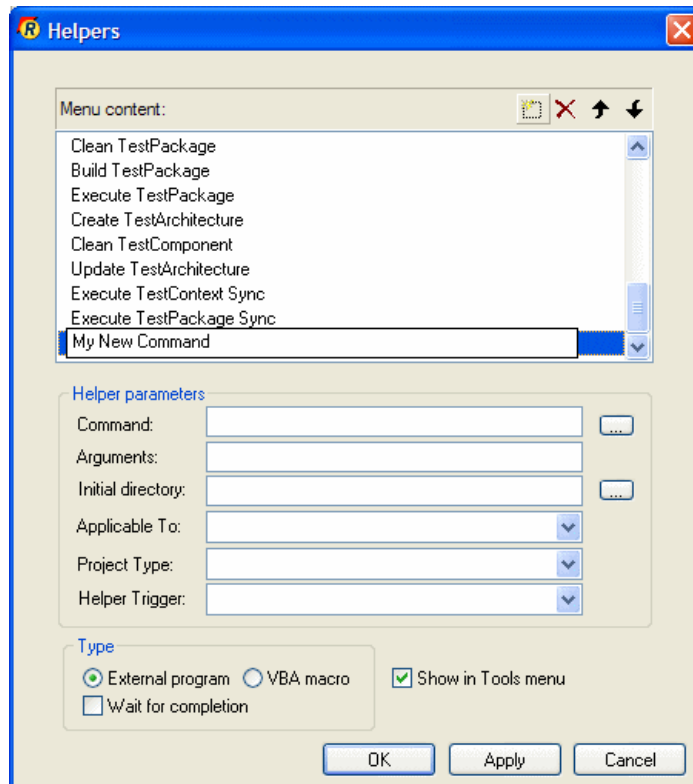 Helpers
Menu content:
Clean TestPackage
Build TestPackage
Execute TestPackage
Create TestArchitecture
Clean TestComponent
Update TestArchitecture
Execute TestContext Sync
Execute TestPackage Sync
My New Command
Helper parameters
Command:
...
Arguments:
Initial directory:
...
Applicable To:
Project Type:
Helper Trigger:
Type
External program VBA macro Show in Tools menu
Wait for completion
OK Apply Cancel